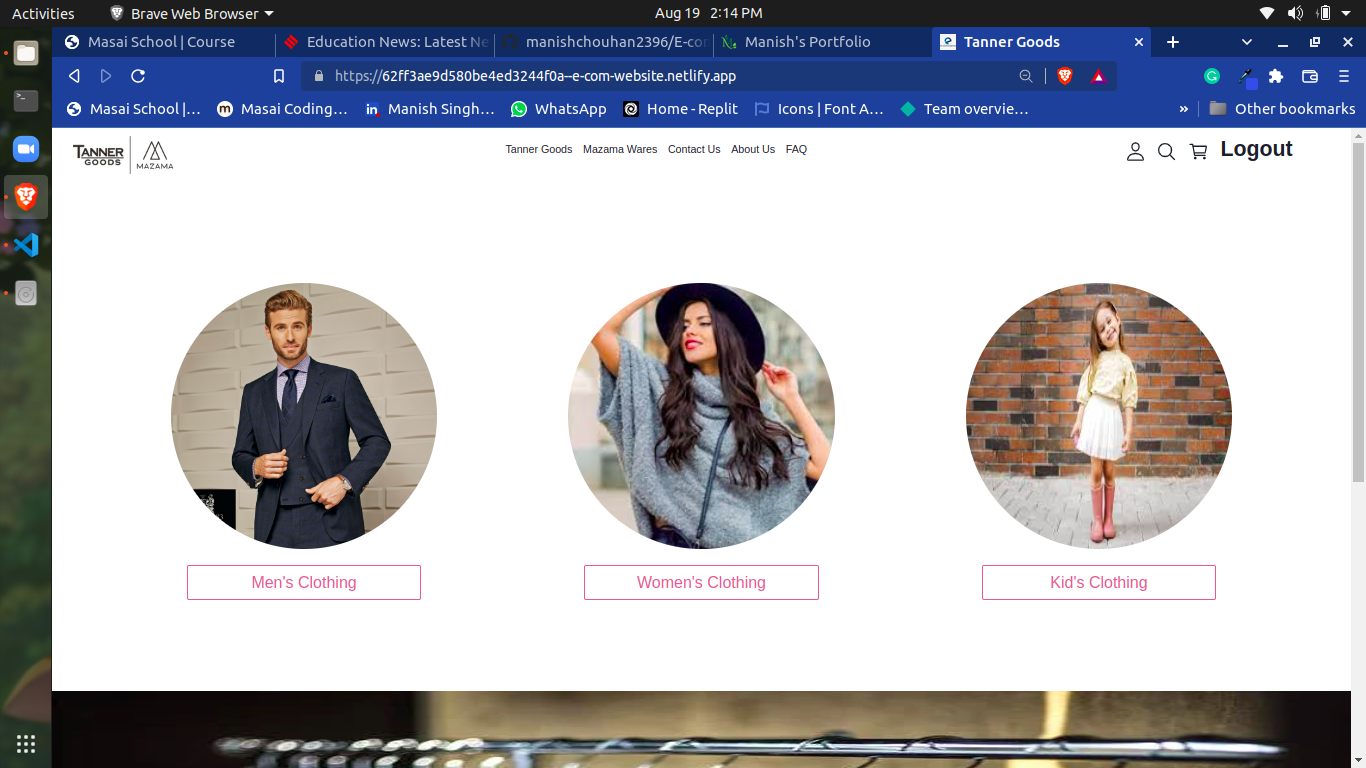 Activities Brave Web Browser Aug 19 2:14 PM
Masai School | Course Education News: Latest Ne manishchouhan2396/E-cor Manish's Portfolio Tanner Goods
https://62ff3ae9d580be4ed3244f0a--e-com-website.netlify.app
Masai School |... Masai Coding... Manish Singh... WhatsApp Home - Replit Icons | Font A... Team overvie... » Other bookmarks
TANNER GOODS MAZAMA Tanner Goods Mazama Wares Contact Us About Us FAQ Logout
Men's Clothing Women's Clothing Kid's Clothing